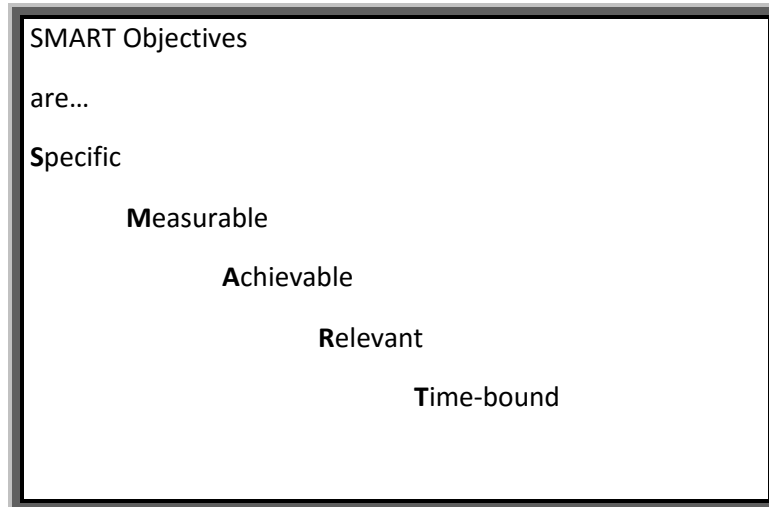 SMART Objectives
are…
Specific
Measurable
Achievable
Relevant
Time-bound